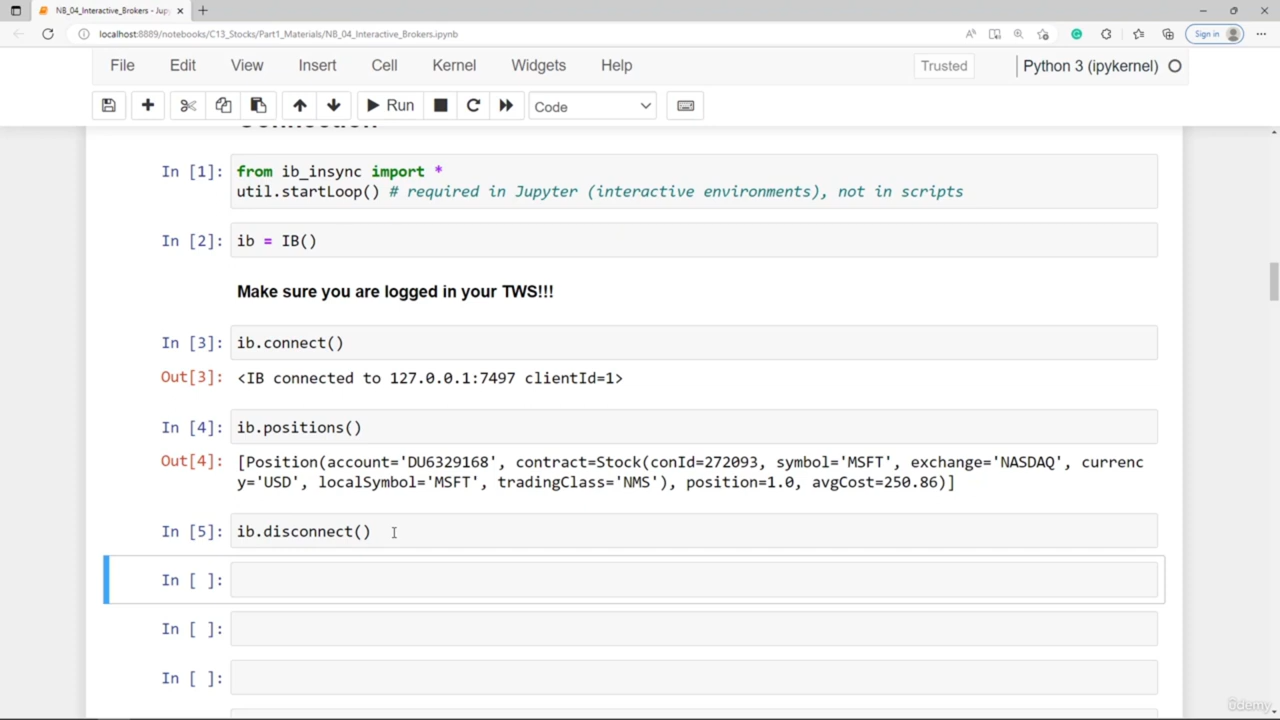 NB_04_Interactive_Brokers - Jup
localhost:8889/notebooks/C13_Stocks/Part1_Materials/NB_04_Interactive_Brokers.ipynb
Sign in
File Edit View Insert Cell Kernel Widgets Help
Trusted
Python 3 (ipykernel)
Run
Code
Connection
In [1]: from ib_insync import *
util.startLoop() # required in Jupyter (interactive environments), not in scripts
In [2]: ib = IB()
Make sure you are logged in your TWS!!!
In [3]: ib.connect()
Out[3]: <IB connected to 127.0.0.1:7497 clientId=1>
In [4]: ib.positions()
Out[4]: [Position(account='DU6329168', contract=Stock(conId=272093, symbol='MSFT', exchange='NASDAQ', currenc
y='USD', localSymbol='MSFT', tradingClass='NMS'), position=1.0, avgCost=250.86)]
In [5]: ib.disconnect()
In [ ]:
In [ ]:
In [ ]:
ûdemy